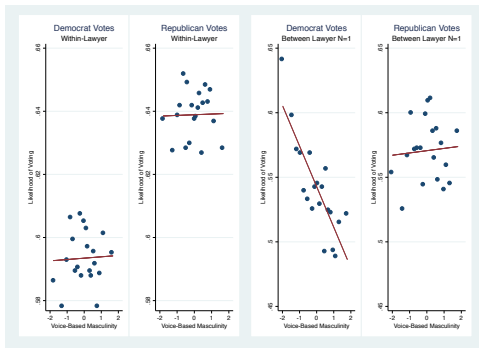 Democrat Votes
Within-Lawyer
Likelihood of Voting
.58 .6 .62 .64 .66
-2 -1 0 1 2
Voice-Based Masculinity
Republican Votes
Within-Lawyer
-2 -1 0 1 2
Voice-Based Masculinity
Democrat Votes
Between Lawyer N=1
Likelihood of Voting
.45 .5 .55 .6 .65
-2 -1 0 1 2
Voice-Based Masculinity
Republican Votes
Between Lawyer N=1
Likelihood of Voting
.45 .5 .55 .6 .65
-2 -1 0 1 2
Voice-Based Masculinity
Likelihood of Voting
.58 .6 .62 .64 .66